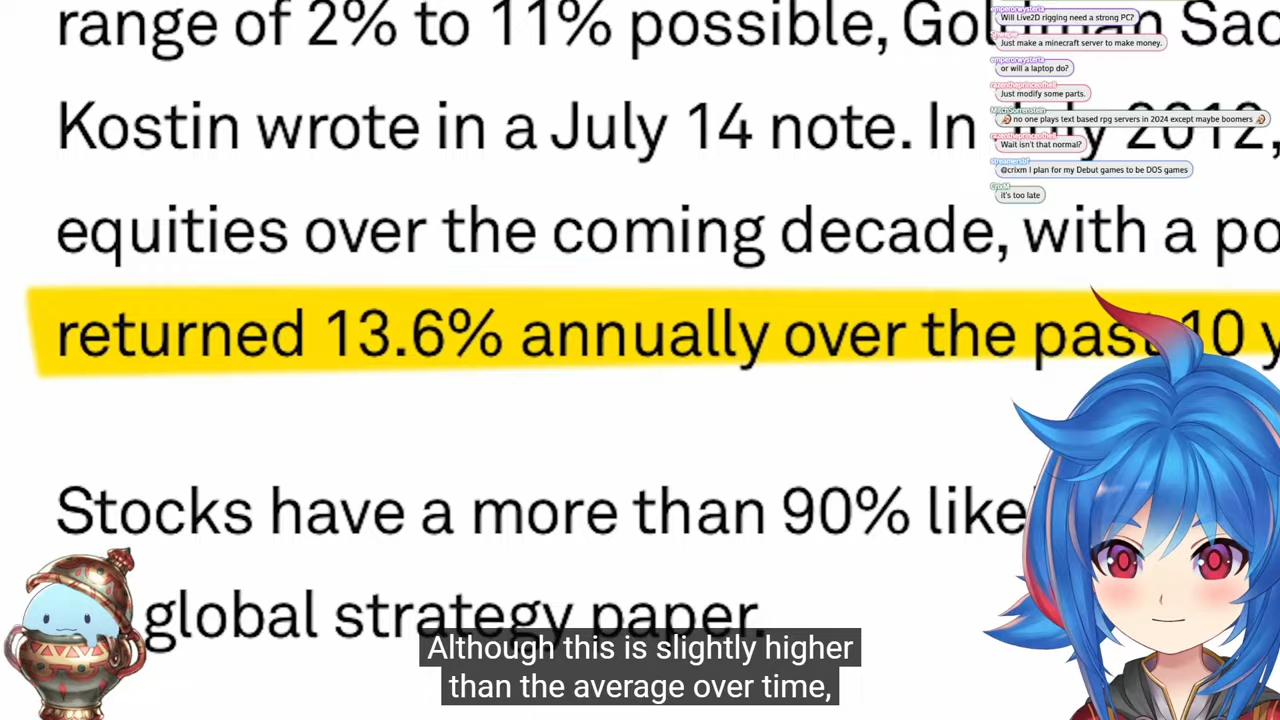 range of 2% to 11% possible, Goldman Sac
Kostin wrote in a July 14 note. In July 2012,
equities over the coming decade, with a po
returned 13.6% annually over the past 10 y
Stocks have a more than 90% like
global strategy paper.
emperorwysteria
Will Live2D rigging need a strong PC?
Just make a minecraft server to make money.
emperorwysteria
or will a laptop do?
Just modify some parts.
no one plays text based rpg servers in 2024 except maybe boomers
Wait isn't that normal?
@crixm I plan for my Debut games to be DOS games
CrixM
it's too late
Although this is slightly higher
than the average over time,